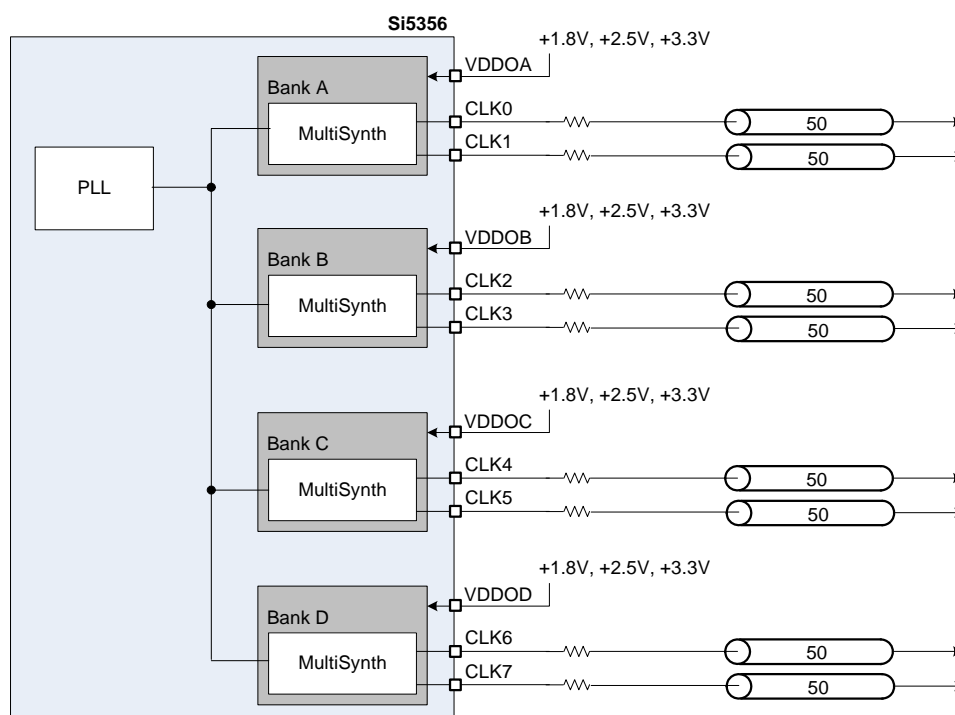 Si5356
+1.8V, +2.5V, +3.3V
VDDOA
Bank A
CLK0
MultiSynth
50
CLK1
50
PLL
+1.8V, +2.5V, +3.3V
VDDOB
Bank B
CLK2
MultiSynth
50
CLK3
50
+1.8V, +2.5V, +3.3V
VDDOC
Bank C
CLK4
MultiSynth
50
CLK5
50
+1.8V, +2.5V, +3.3V
VDDOD
Bank D
CLK6
MultiSynth
50
CLK7
50